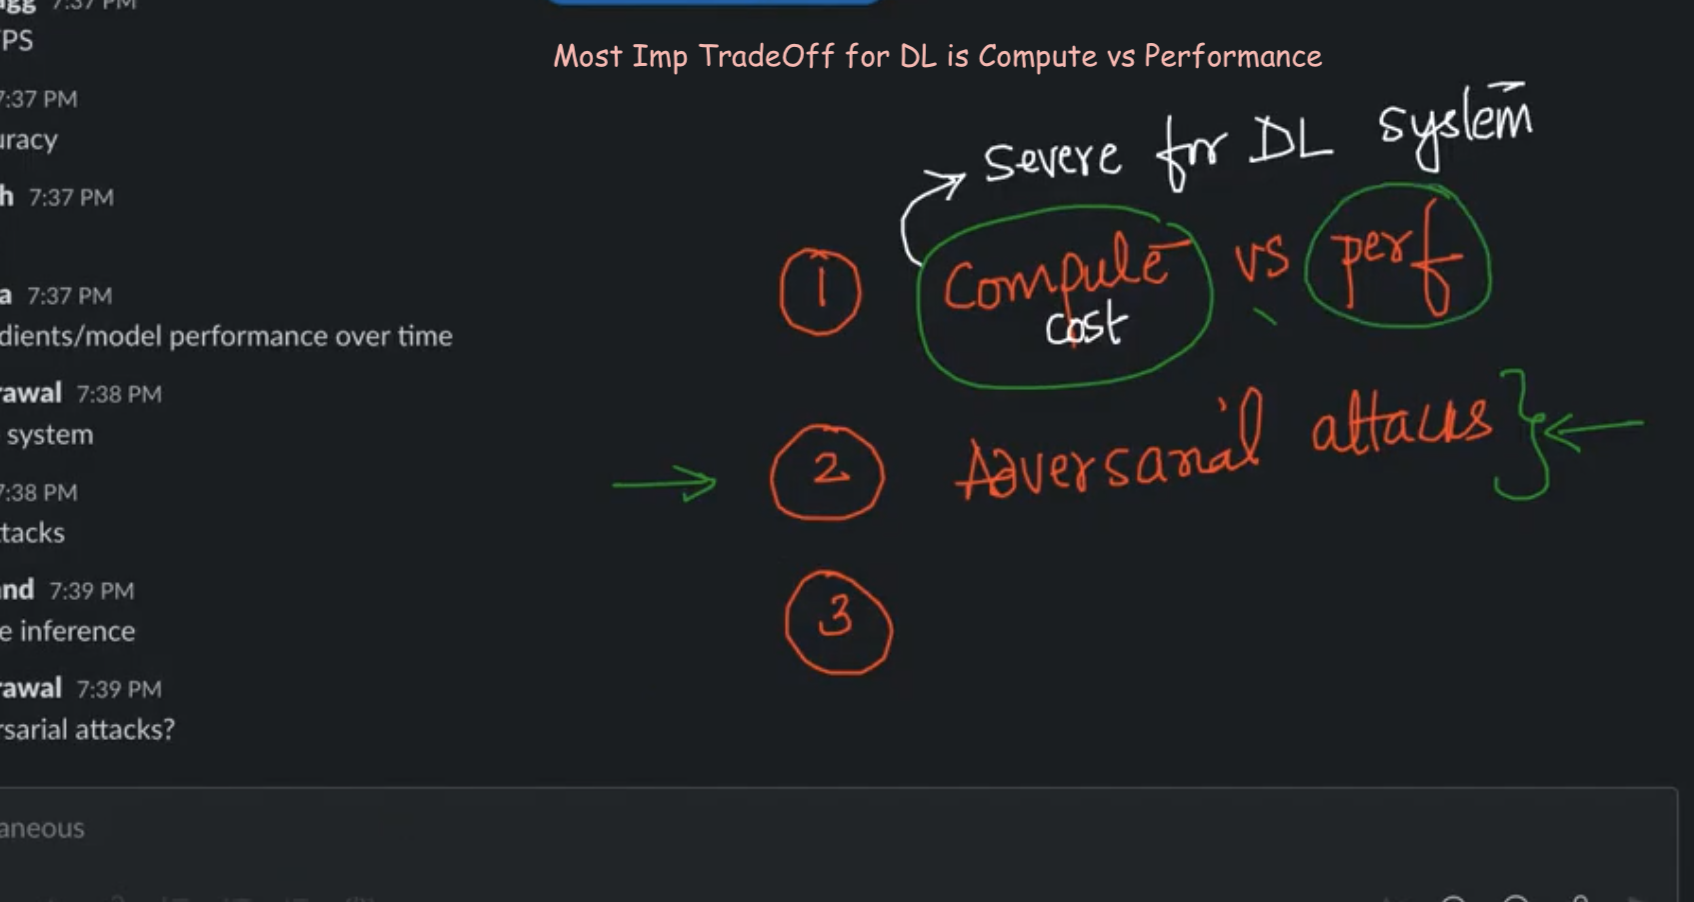 7:37 PM
Most Imp TradeOff for DL is Compute vs Performance
7:37 PM
severe for DL system
h 7:37 PM
① Compute cost vs perf
a 7:37 PM
dients/model performance over time
rawal 7:38 PM
system
② Adversarial attacks
7:38 PM
tacks
nd 7:39 PM
e inference
③
rawal 7:39 PM
rsarial attacks?
aneous